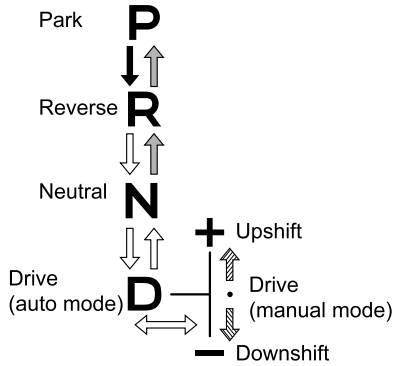 Park P
Reverse R
Neutral N
+ Upshift
Drive
(auto mode) D
Drive
(manual mode)
− Downshift